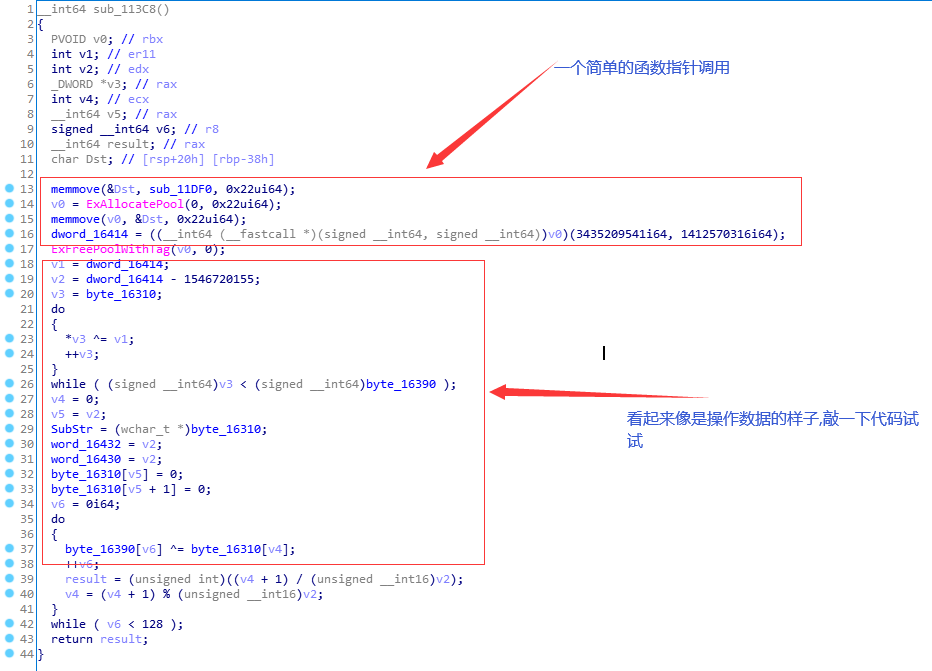 1 __int64 sub_113C8()
2 {
3 PVOID v0; // rbx
4 int v1; // er11
5 int v2; // edx
6 _DWORD *v3; // rax
7 int v4; // ecx
8 __int64 v5; // rax
9 signed __int64 v6; // r8
10 __int64 result; // rax
11 char Dst; // [rsp+20h] [rbp-38h]
12
13 memmove(&Dst, sub_11DF0, 0x22ui64);
14 v0 = ExAllocatePool(0, 0x22ui64);
15 memmove(v0, &Dst, 0x22ui64);
16 dword_16414 = ((__int64 (__fastcall *)(signed __int64, signed __int64))v0)(3435209541i64, 1412570316i64);
17 ExFreePoolWithTag(v0, 0);
18 v1 = dword_16414;
19 v2 = dword_16414 - 1546720155;
20 v3 = byte_16310;
21 do
22 {
23 *v3 ^= v1;
24 ++v3;
25 }
26 while ( (signed __int64)v3 < (signed __int64)byte_16390 );
27 v4 = 0;
28 v5 = v2;
29 SubStr = (wchar_t *)byte_16310;
30 word_16432 = v2;
31 word_16430 = v2;
32 byte_16310[v5] = 0;
33 byte_16310[v5 + 1] = 0;
34 v6 = 0i64;
35 do
36 {
37 byte_16390[v6] ^= byte_16310[v4];
38 ++v6;
39 result = (unsigned int)((v4 + 1) / (unsigned __int16)v2);
40 v4 = (v4 + 1) % (unsigned __int16)v2;
41 }
42 while ( v6 < 128 );
43 return result;
44 }
一个简单的函数指针调用
看起来像是操作数据的样子,敲一下代码试
试